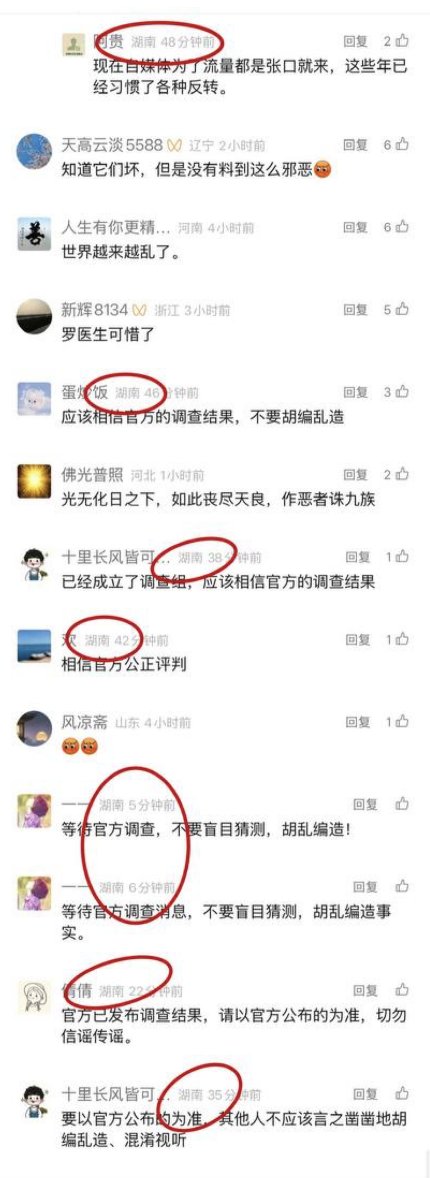 阿贵 湖南 48分钟前 回复 2
现在自媒体为了流量都是张口就来，这些年已
经习惯了各种反转。
天高云淡5588 辽宁 2小时前 回复 6
知道它们坏，但是没有料到这么邪恶😡
人生有你更精... 河南 4小时前 回复 6
世界越来越乱了。
善
新辉8134 浙江 3小时前 回复 5
罗医生可惜了
蛋炒饭 湖南 46分钟前 回复 3
应该相信官方的调查结果，不要胡编乱造
佛光普照 河北 1小时前 回复 2
光无化日之下，如此丧尽天良，作恶者诛九族
十里长风皆可... 湖南 38分钟前 回复 1
已经成立了调查组，应该相信官方的调查结果
欢 湖南 42分钟前 回复 1
相信官方公正评判
风凉斋 山东 4小时前 回复 1
😡😡
一一 湖南 5分钟前 回复
等待官方调查，不要盲目猜测，胡乱编造！
一一 湖南 6分钟前 回复
等待官方调查消息，不要盲目猜测，胡乱编造事
实。
倩倩 湖南 22分钟前 回复
官方已发布调查结果，请以官方公布的为准，切勿
信谣传谣。
十里长风皆可... 湖南 35分钟前 回复
要以官方公布的为准，其他人不应该言之凿凿地胡
编乱造、混淆视听